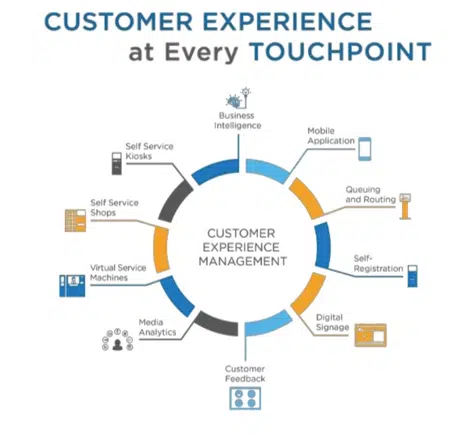 CUSTOMER EXPERIENCE
at Every TOUCHPOINT
Business
Intelligence
Mobile
Application
Queuing
and Routing
Self-
Registration
Digital
Signage
Customer
Feedback
Media
Analytics
Virtual Service
Machines
Self Service
Shops
Self Service
Kiosks
CUSTOMER
EXPERIENCE
MANAGEMENT